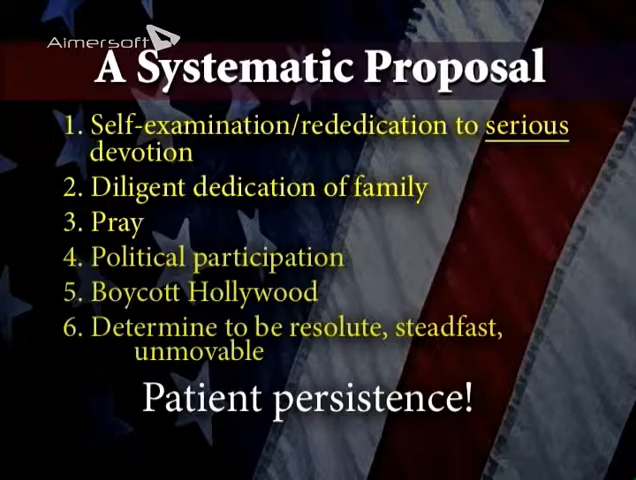 Aimersoft
A Systematic Proposal
1. Self-examination/rededication to serious
devotion
2. Diligent dedication of family
3. Pray
4. Political participation
5. Boycott Hollywood
6. Determine to be resolute, steadfast,
unmovable
Patient persistence!